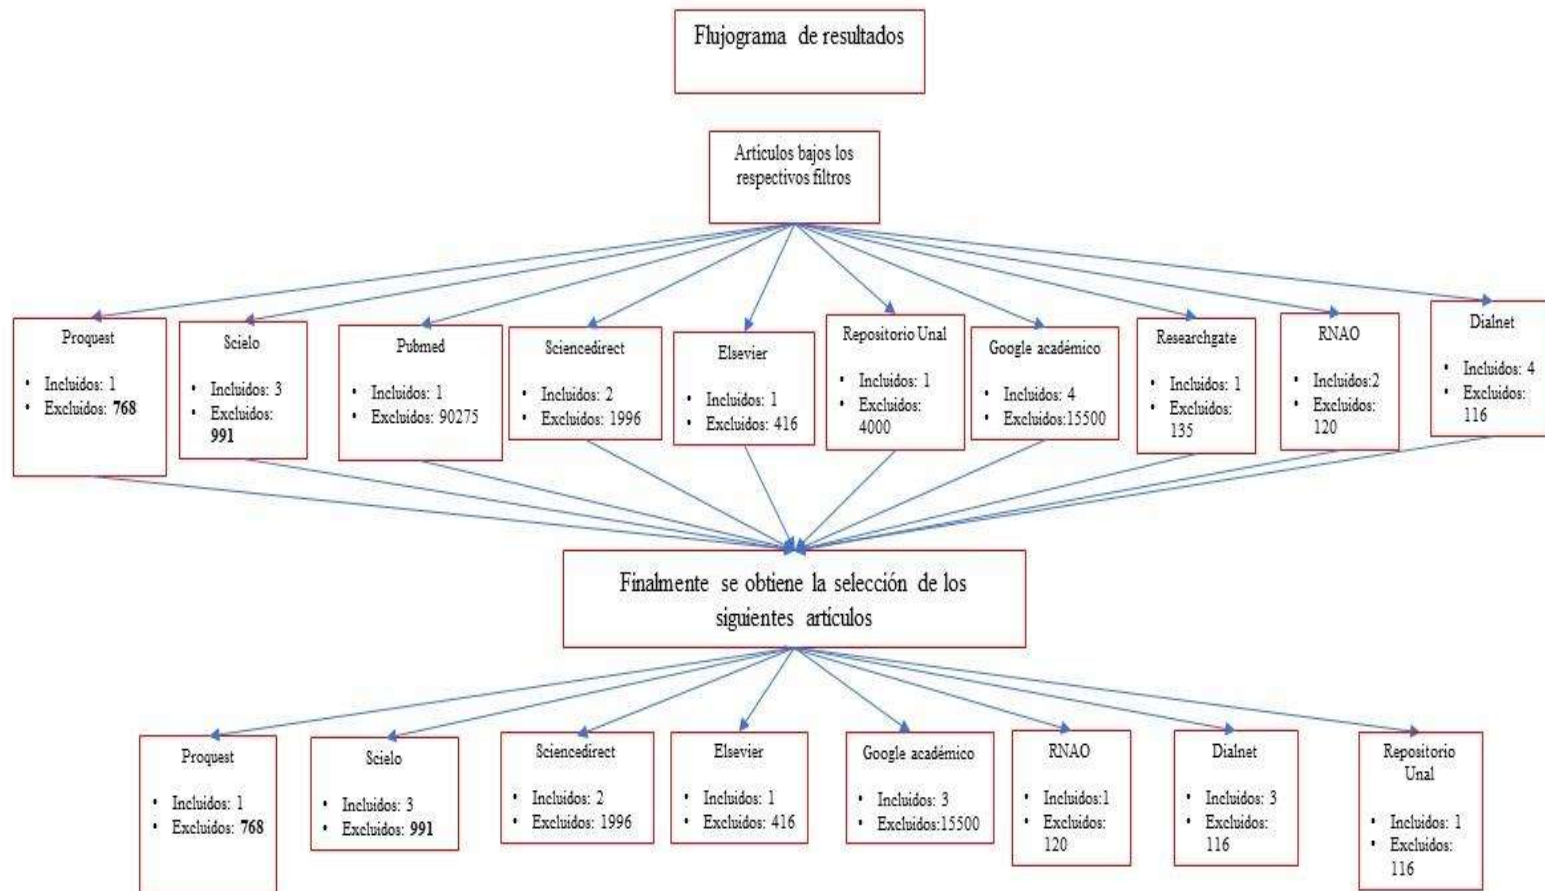 Flujograma de resultados
Artículos bajos los
respectivos filtros
Proquest
• Incluidos: 1
• Excluidos: 768
Scielo
• Incluidos: 3
• Excluidos:
991
Pubmed
• Incluidos: 1
• Excluidos: 90275
Sciencedirect
• Incluidos: 2
• Excluidos: 1996
Elsevier
• Incluidos: 1
• Excluidos: 416
Repositorio Unal
• Incluidos: 1
• Excluidos:
4000
Google académico
• Incluidos: 4
• Excluidos:15500
Researchgate
• Incluidos: 1
• Excluidos:
135
RNAO
• Incluidos:2
• Excluidos:
120
Dialnet
• Incluidos: 4
• Excluidos:
116
Finalmente se obtiene la selección de los
siguientes artículos
Proquest
• Incluidos: 1
• Excluidos: 768
Scielo
• Incluidos: 3
• Excluidos: 991
Sciencedirect
• Incluidos: 2
• Excluidos: 1996
Elsevier
• Incluidos: 1
• Excluidos: 416
Google académico
• Incluidos: 3
• Excluidos:15500
RNAO
• Incluidos:1
• Excluidos:
120
Dialnet
• Incluidos: 3
• Excluidos:
116
Repositorio
Unal
• Incluidos: 1
• Excluidos:
116